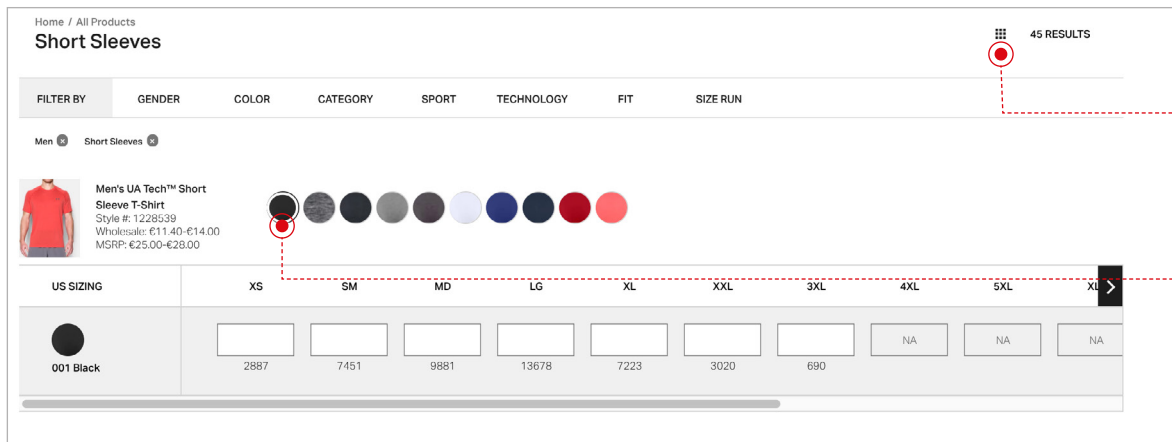 Home / All Products
Short Sleeves
45 RESULTS
FILTER BY GENDER COLOR CATEGORY SPORT TECHNOLOGY FIT SIZE RUN
Men Short Sleeves
Men's UA Tech™ Short
Sleeve T-Shirt
Style #: 1228539
Wholesale: €11.40-€14.00
MSRP: €25.00-€28.00
US SIZING XS SM MD LG XL XXL 3XL 4XL 5XL
NA NA NA
001 Black 2887 7451 9881 13678 7223 3020 690